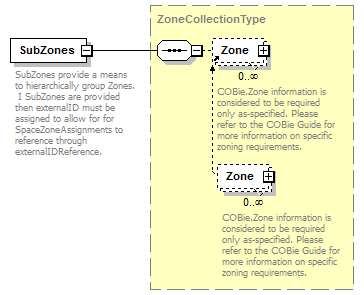 ZoneCollectionType
SubZones
Zone
0..∞
SubZones provide a means
to hierarchically group Zones.
I SubZones are provided
then externalID must be
assigned to allow for for
SpaceZoneAssignments to
reference through
externalIDReference.
COBie.Zone information is
considered to be required
only as-specified. Please
refer to the COBie Guide for
more information on specific
zoning requirements.
Zone
0..∞
COBie.Zone information is
considered to be required
only as-specified. Please
refer to the COBie Guide for
more information on specific
zoning requirements.